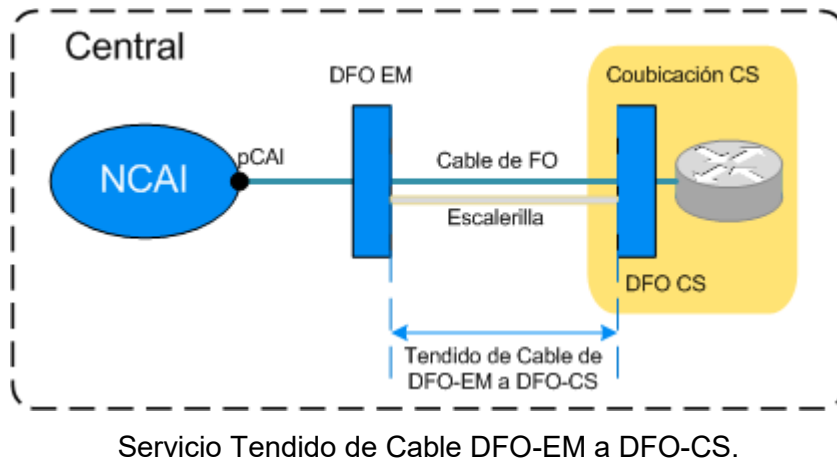 Central
DFO EM
Coubicación CS
pCAI
NCAI
Cable de FO
Escalerilla
DFO CS
Tendido de Cable de
DFO-EM a DFO-CS
Servicio Tendido de Cable DFO-EM a DFO-CS.